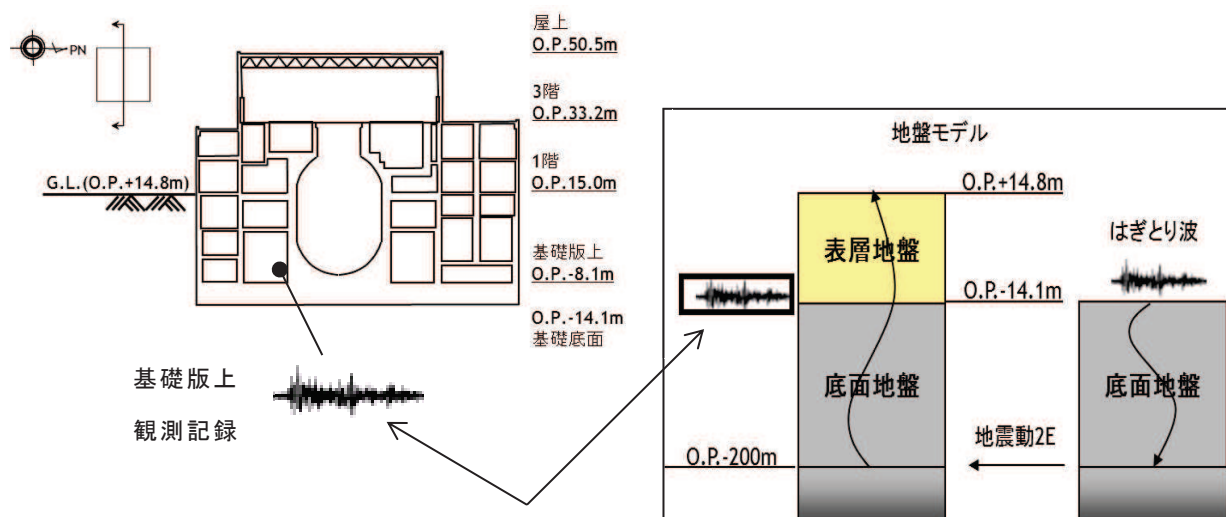 PN
屋上
O.P.50.5m
3階
O.P.33.2m
1階
O.P.15.0m
G.L.(O.P.+14.8m)
基礎版上
O.P.-8.1m
O.P.-14.1m
基礎底面
基礎版上
観測記録
地盤モデル
O.P.+14.8m
表層地盤
はぎとり波
O.P.-14.1m
底面地盤
底面地盤
地震動2E
O.P.-200m